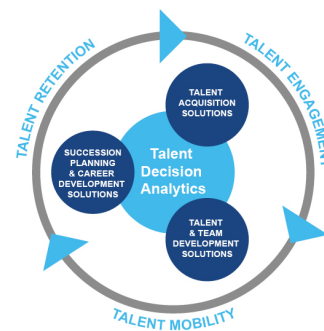 TALENT RETENTION
TALENT ENGAGEMENT
TALENT
ACQUISITION
SOLUTIONS
SUCCESSION
PLANNING
& CAREER
DEVELOPMENT
SOLUTIONS
Talent
Decision
Analytics
TALENT
& TEAM
DEVELOPMENT
SOLUTIONS
TALENT MOBILITY